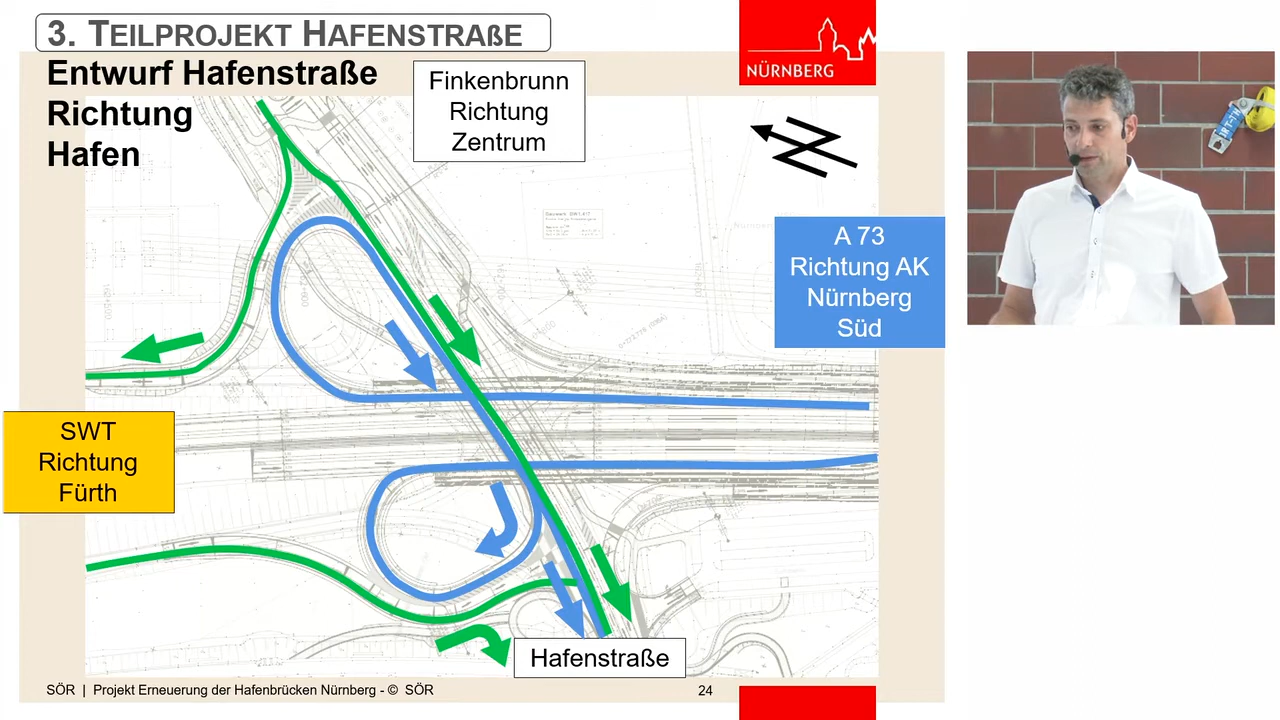 3. TEILPROJEKT HAFENSTRAßE
Entwurf Hafenstraße
Richtung
Hafen
Finkenbrunn
Richtung
Zentrum
NÜRNBERG
A 73
Richtung AK
Nürnberg
Süd
SWT
Richtung
Fürth
Hafenstraße
SÖR | Projekt Erneuerung der Hafenbrücken Nürnberg - © SÖR
24